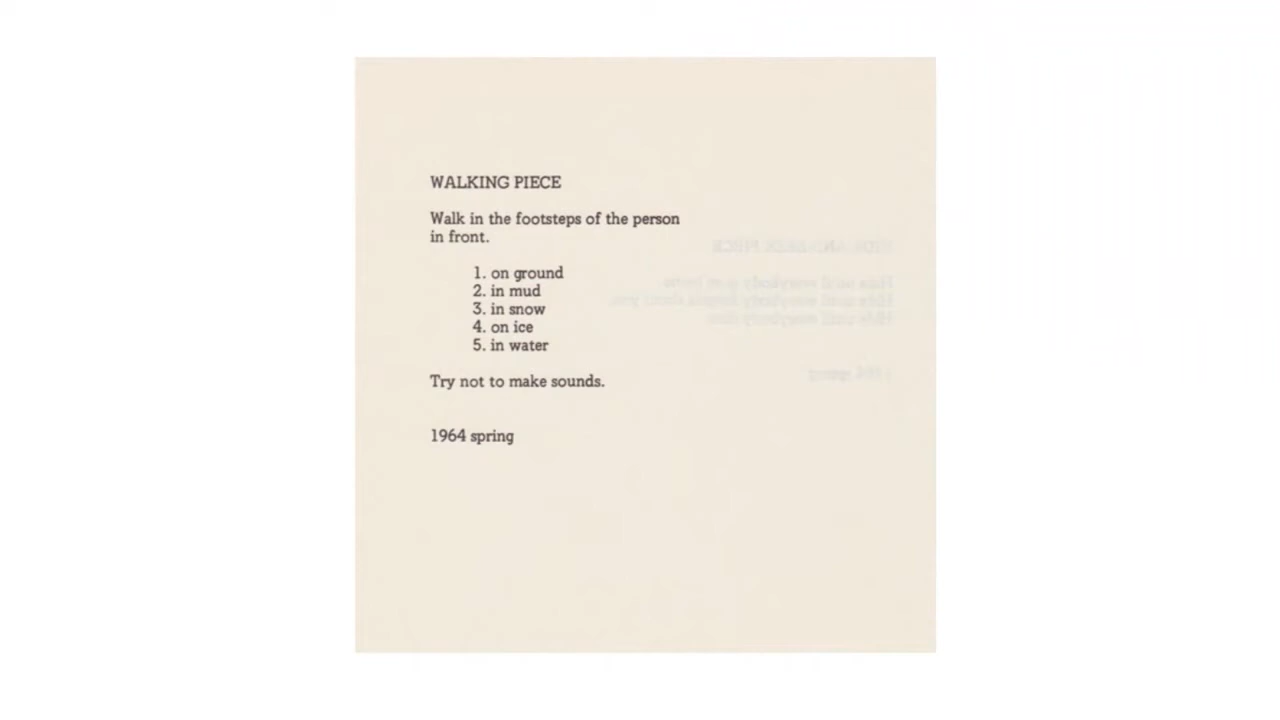 WALKING PIECE
Walk in the footsteps of the person
in front.
1. on ground
2. in mud
3. in snow
4. on ice
5. in water
Try not to make sounds.
1964 spring